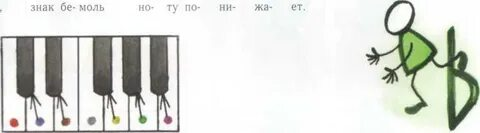 , знак бе- моль но- ту по- ни- жа- ет.